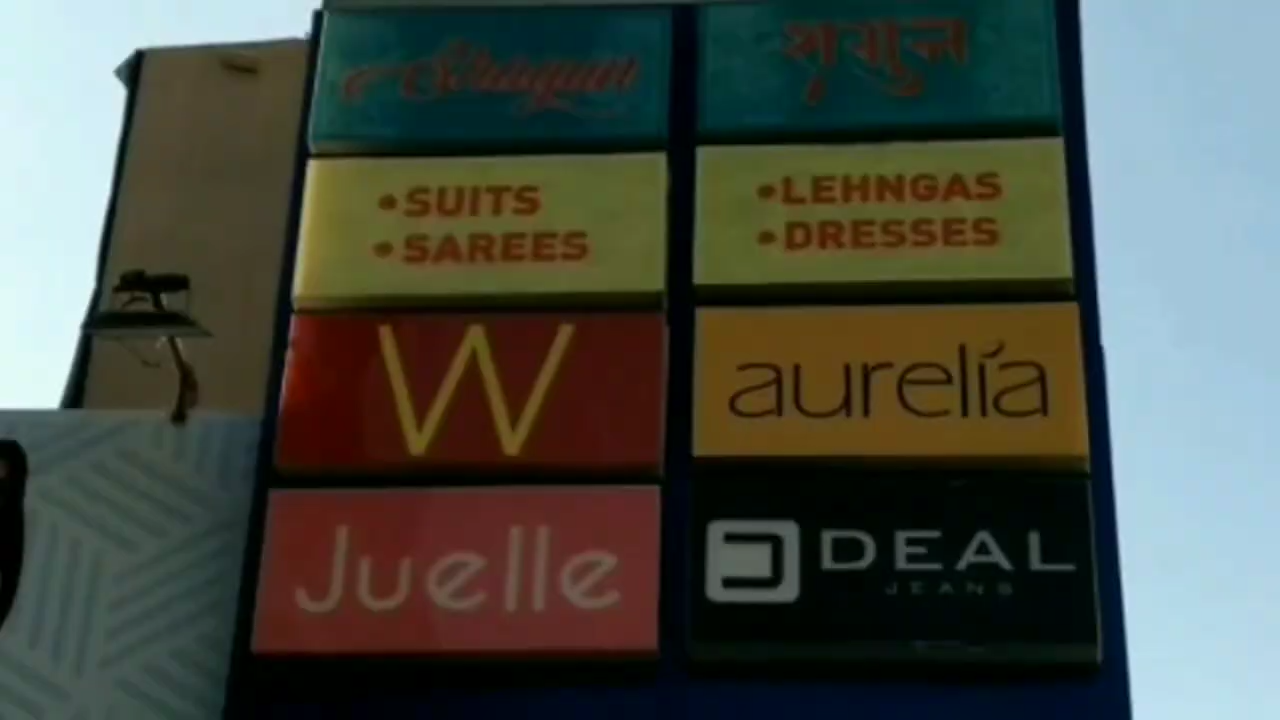 Shagun
शगुन
•SUITS
•SAREES
•LEHNGAS
•DRESSES
W
aurelía
Juelle
DEAL
JEANS